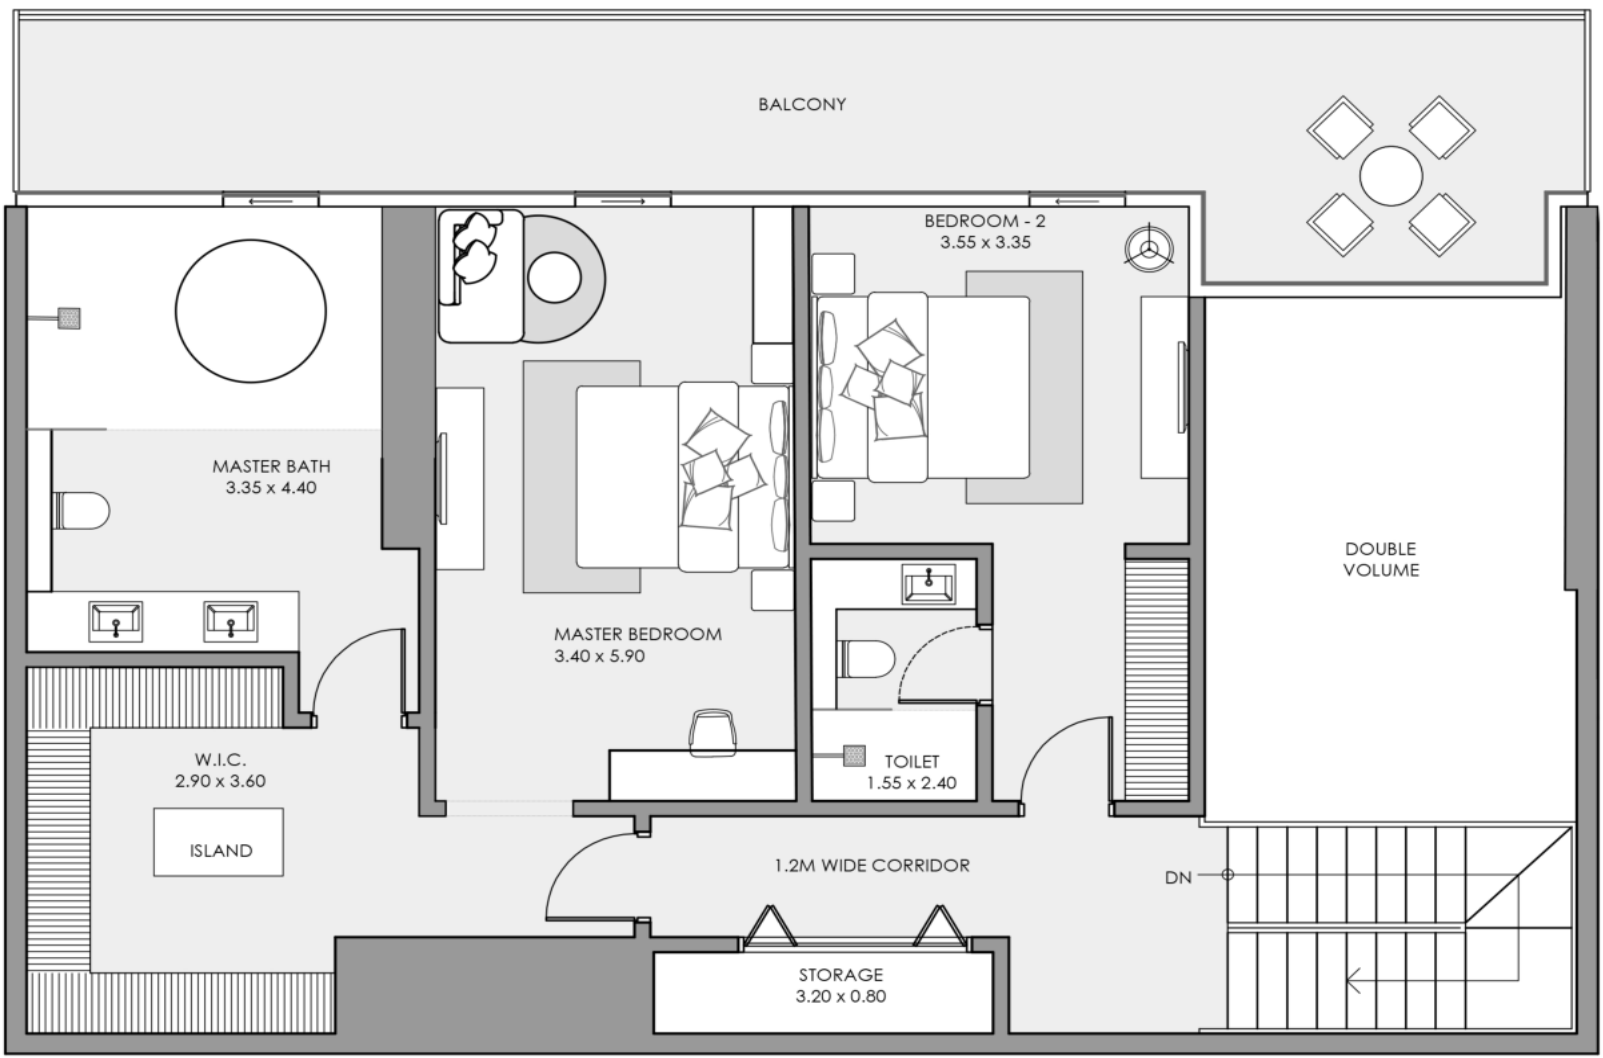 BALCONY
BEDROOM - 2
3.55 x 3.35
MASTER BATH
3.35 x 4.40
DOUBLE
VOLUME
MASTER BEDROOM
3.40 x 5.90
W.I.C.
2.90 x 3.60
TOILET
1.55 x 2.40
ISLAND
1.2M WIDE CORRIDOR
DN
STORAGE
3.20 x 0.80